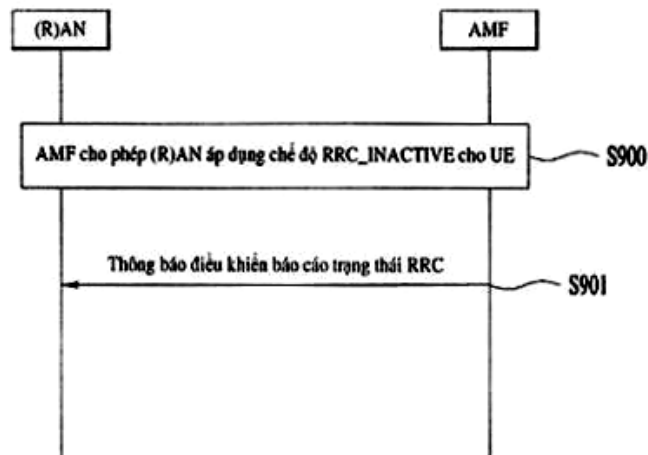 (R)AN
AMF
AMF cho phép (R)AN áp dụng chế độ RRC_INACTIVE cho UE
S900
Thông báo điều khiển báo cáo trạng thái RRC
S901